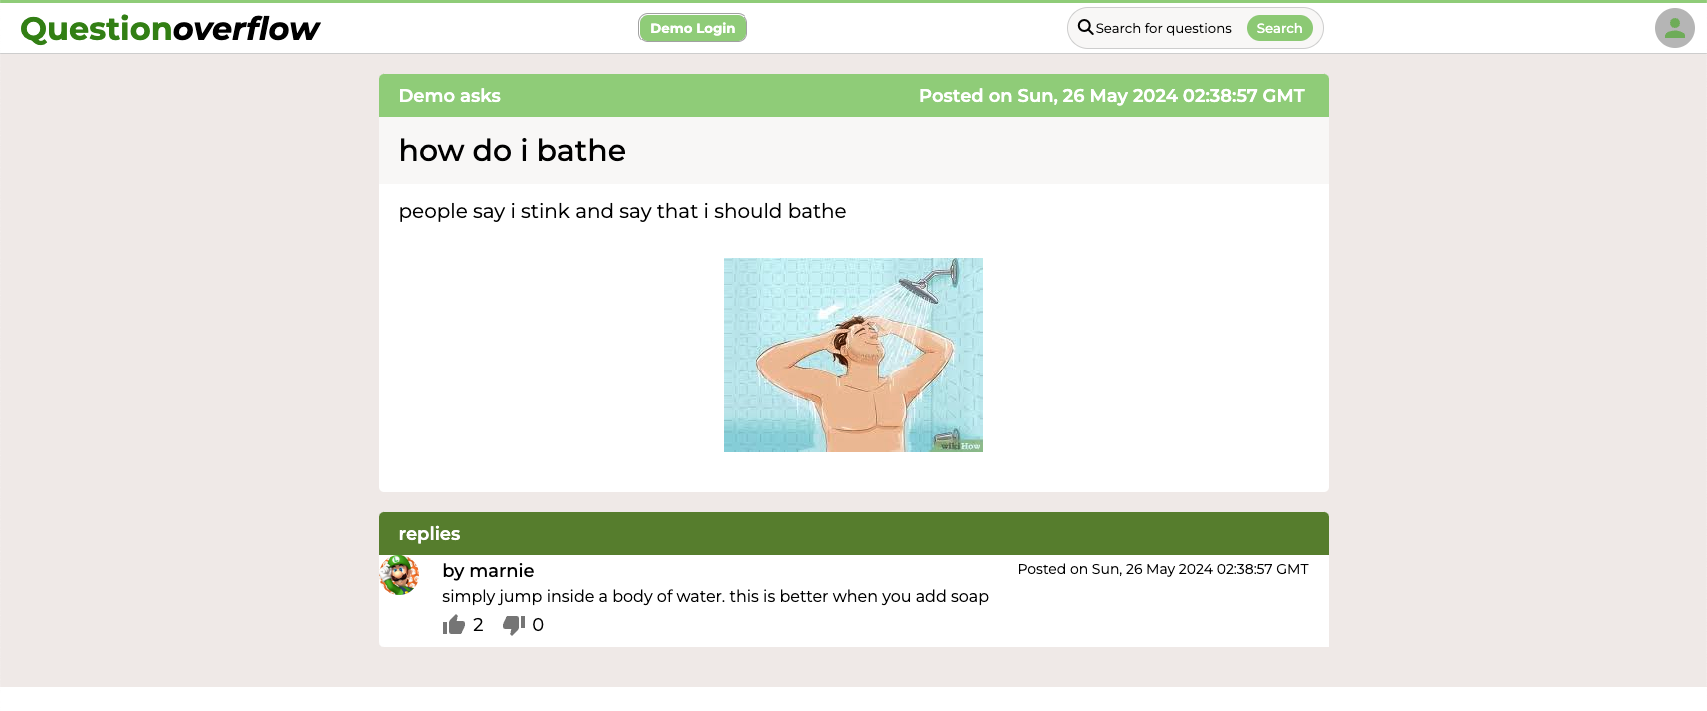 Questionoverflow
Demo Login
Search for questions
Search
Demo asks
Posted on Sun, 26 May 2024 02:38:57 GMT
how do i bathe
people say i stink and say that i should bathe
wikiHow
replies
by marnie
Posted on Sun, 26 May 2024 02:38:57 GMT
simply jump inside a body of water. this is better when you add soap
2
0